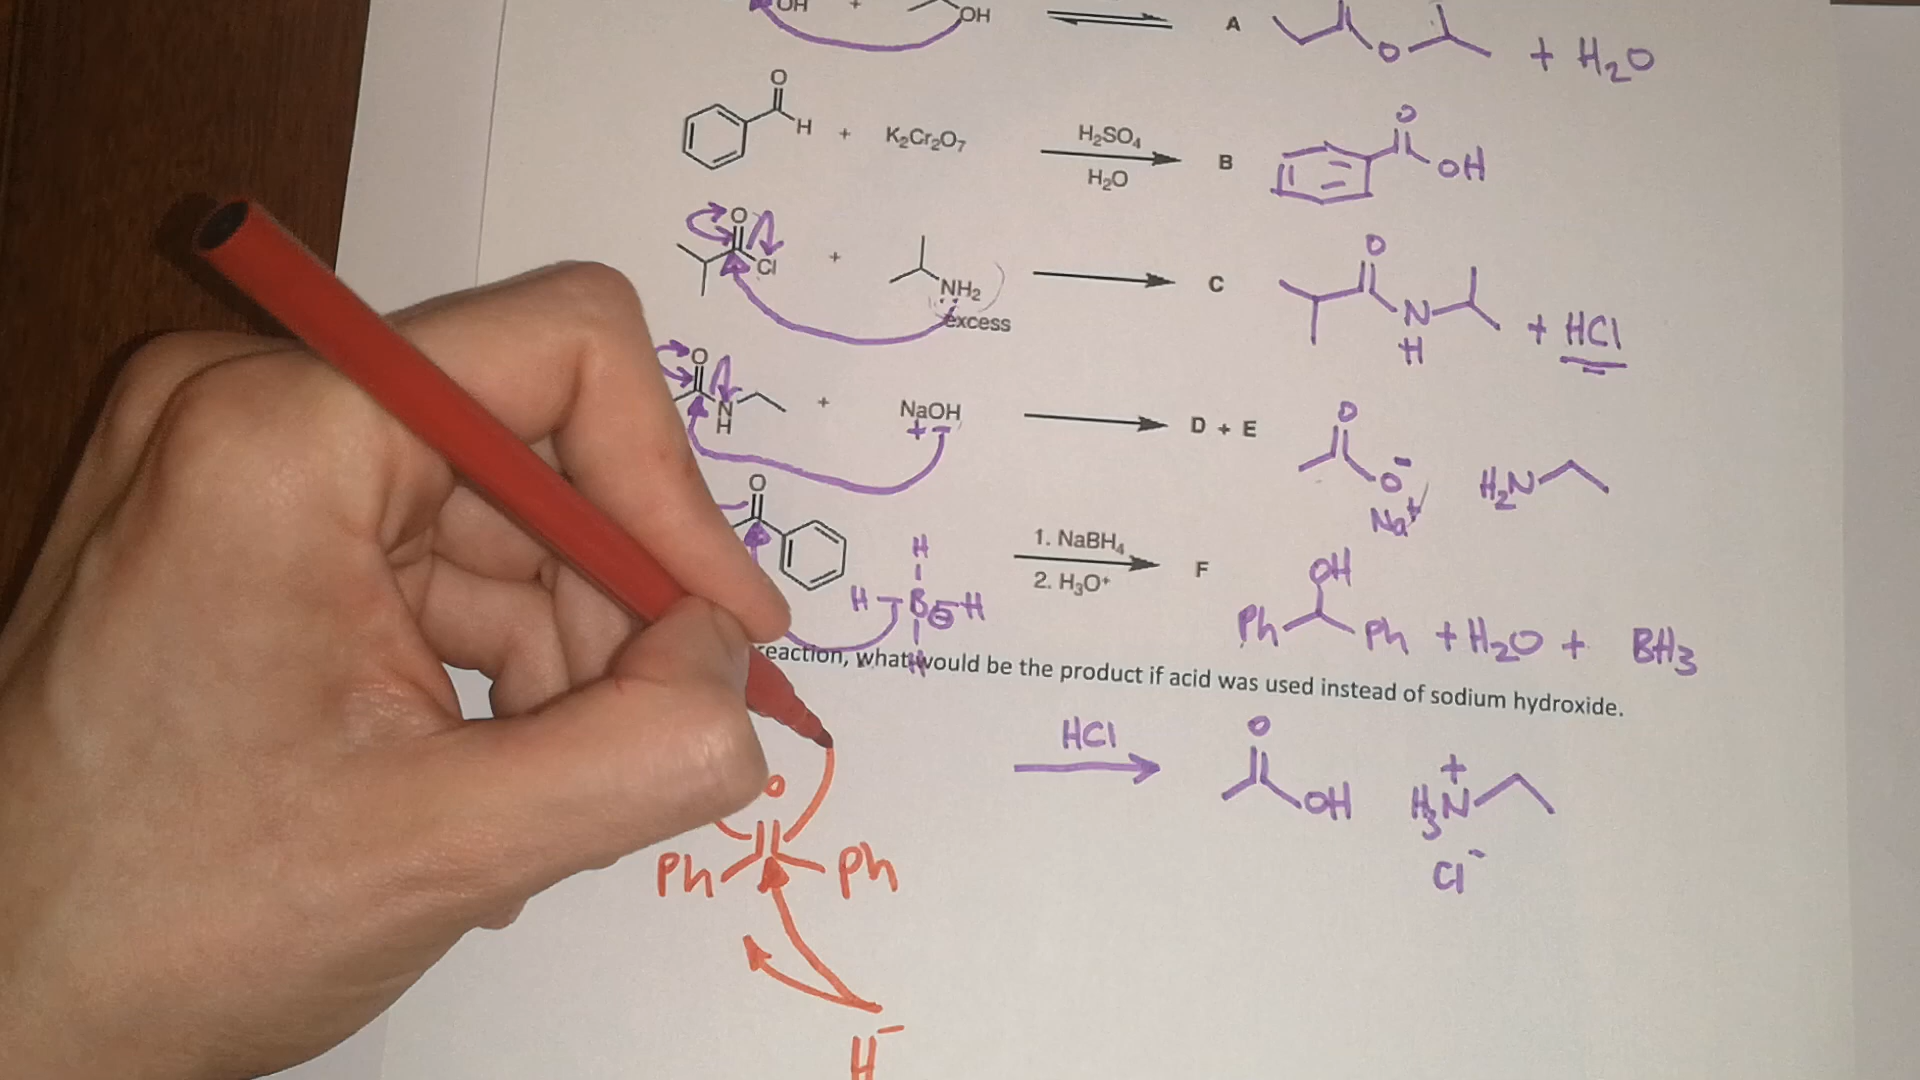 OH + OH A O + H₂O
O
H + K₂Cr₂O₇ H₂SO₄ H₂O B O OH
O Cl + NH₂ excess C O N H + HCl
O N H + NaOH + - D + E O O⁻ Na⁺ H₂N
O H H B⊖ H H 1. NaBH₄ 2. H₃O⁺ F OH Ph Ph + H₂O + BH₃
reaction, what would be the product if acid was used instead of sodium hydroxide.
HCl O OH H₃N⁺ Cl⁻
O
Ph Ph
H⁻